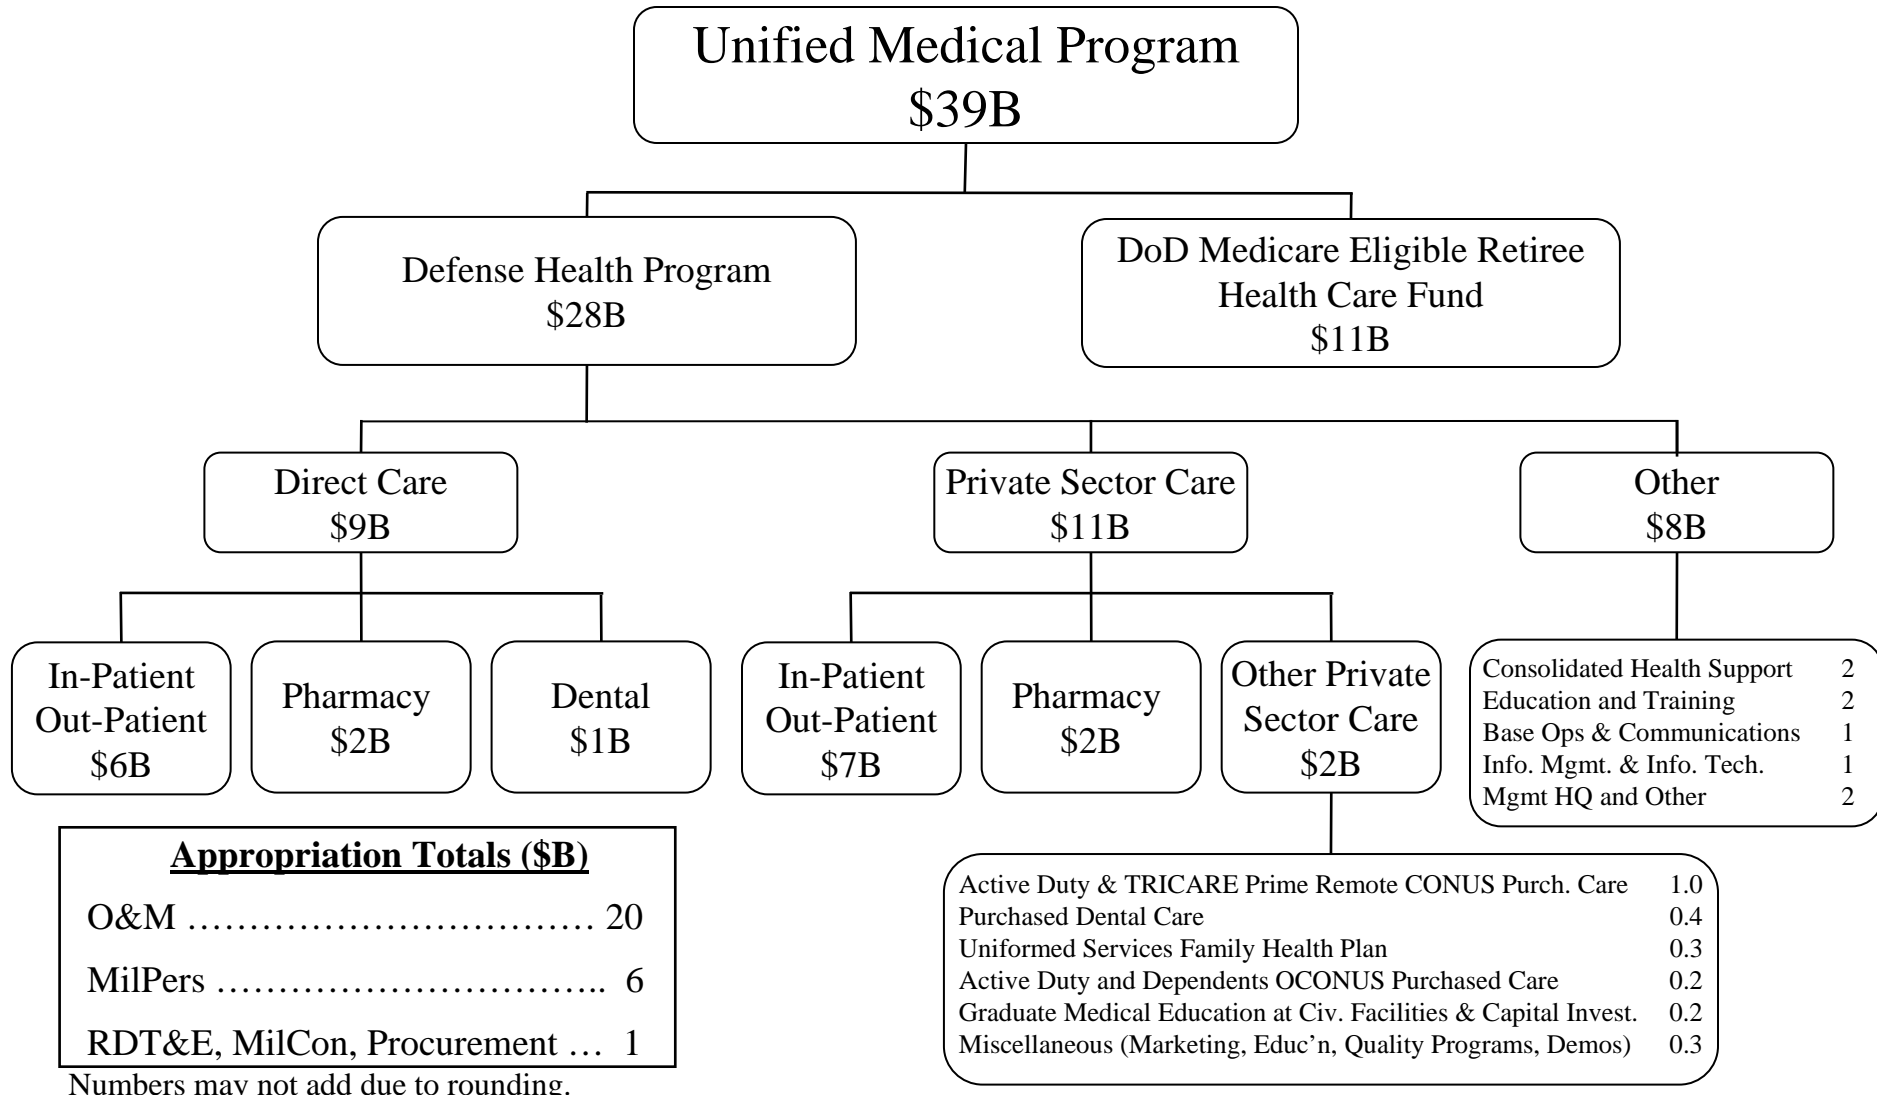 Unified Medical Program
$39B
Defense Health Program
$28B
DoD Medicare Eligible Retiree
Health Care Fund
$11B
Direct Care
$9B
Private Sector Care
$11B
Other
$8B
In-Patient
Out-Patient
$6B
Pharmacy
$2B
Dental
$1B
In-Patient
Out-Patient
$7B
Pharmacy
$2B
Other Private
Sector Care
$2B
Consolidated Health Support 2
Education and Training 2
Base Ops & Communications 1
Info. Mgmt. & Info. Tech. 1
Mgmt HQ and Other 2
Appropriation Totals ($B)
O&M ……………………………. 20
MilPers …………………………….. 6
RDT&E, MilCon, Procurement … 1
Numbers may not add due to rounding.
Active Duty & TRICARE Prime Remote CONUS Purch. Care 1.0
Purchased Dental Care 0.4
Uniformed Services Family Health Plan 0.3
Active Duty and Dependents OCONUS Purchased Care 0.2
Graduate Medical Education at Civ. Facilities & Capital Invest. 0.2
Miscellaneous (Marketing, Educ’n, Quality Programs, Demos) 0.3